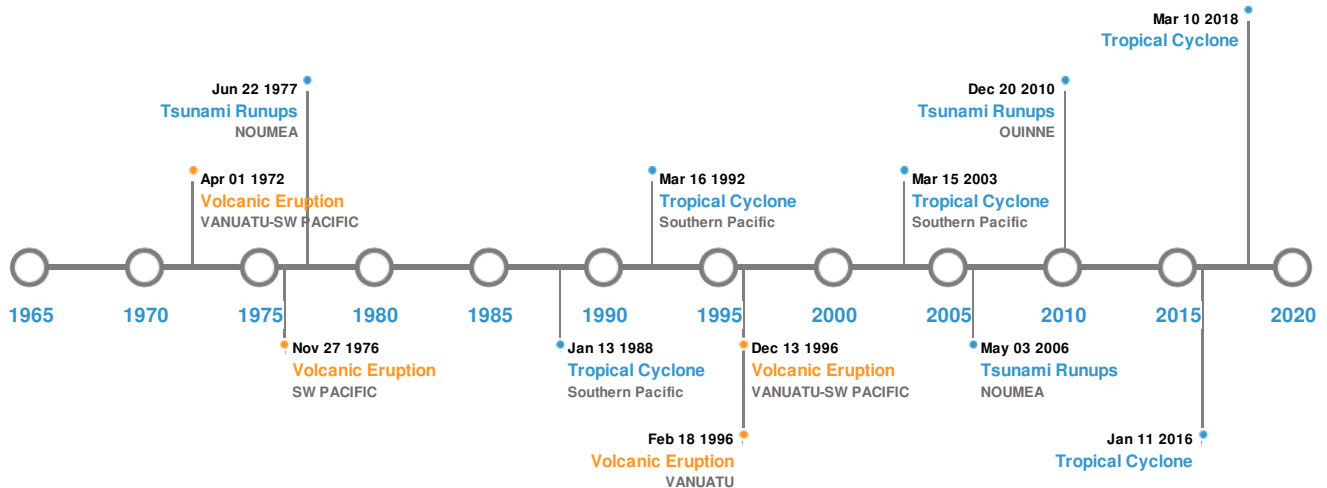 Mar 10 2018
Tropical Cyclone
Jun 22 1977
Tsunami Runups
NOUMEA
Dec 20 2010
Tsunami Runups
OUINNE
Apr 01 1972
Volcanic Eruption
VANUATU-SW PACIFIC
Mar 16 1992
Tropical Cyclone
Southern Pacific
Mar 15 2003
Tropical Cyclone
Southern Pacific
1965 1970 1975 1980 1985 1990 1995 2000 2005 2010 2015 2020
Nov 27 1976
Volcanic Eruption
SW PACIFIC
Jan 13 1988
Tropical Cyclone
Southern Pacific
Dec 13 1996
Volcanic Eruption
VANUATU-SW PACIFIC
May 03 2006
Tsunami Runups
NOUMEA
Feb 18 1996
Volcanic Eruption
VANUATU
Jan 11 2016
Tropical Cyclone